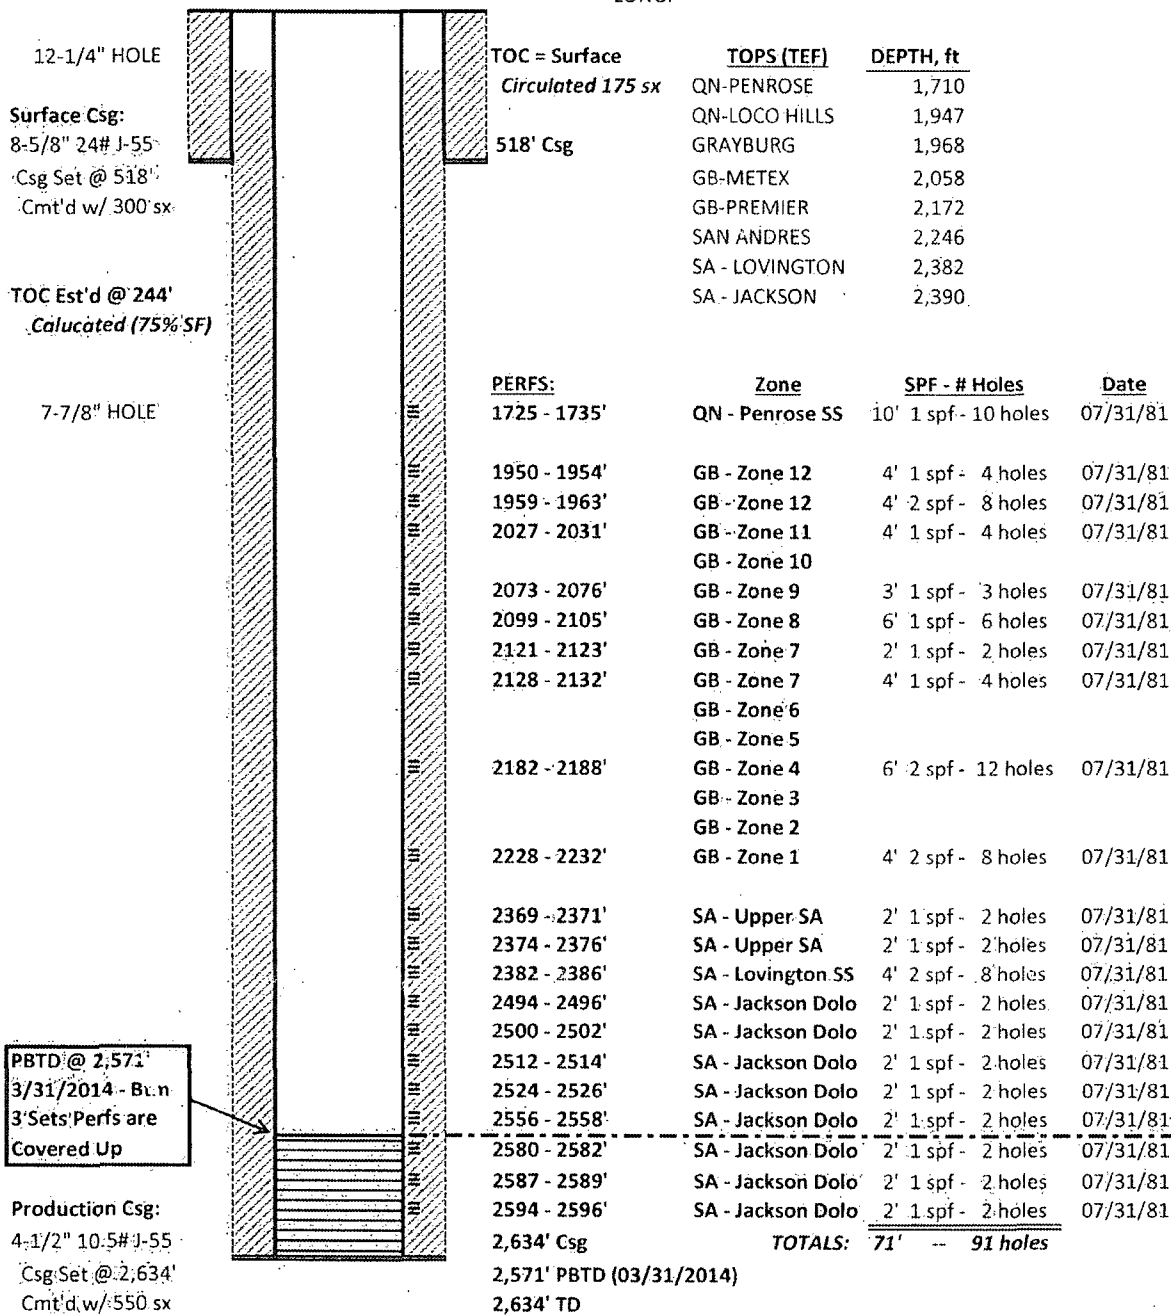 12-1/4" HOLE
Surface Csg:
8-5/8" 24# J-55
Csg Set @ 518'
Cmt'd w/ 300 sx
TOC Est'd @ 244'
Calucated (75% SF)
7-7/8" HOLE
PBTD @ 2,571'
3/31/2014 - Btm
3 Sets Perfs are
Covered Up
Production Csg:
4-1/2" 10.5# J-55
Csg Set @ 2,634'
Cmt'd w/ 550 sx
TOC = Surface
Circulated 175 sx
518' Csg
TOPS (TEF) DEPTH, ft
QN-PENROSE 1,710
QN-LOCO HILLS 1,947
GRAYBURG 1,968
GB-METEX 2,058
GB-PREMIER 2,172
SAN ANDRES 2,246
SA - LOVINGTON 2,382
SA - JACKSON 2,390
PERFS: Zone SPF - # Holes Date
1725 - 1735' QN - Penrose SS 10' 1 spf - 10 holes 07/31/81
1950 - 1954' GB - Zone 12 4' 1 spf - 4 holes 07/31/81
1959 - 1963' GB - Zone 12 4' 2 spf - 8 holes 07/31/81
2027 - 2031' GB - Zone 11 4' 1 spf - 4 holes 07/31/81
GB - Zone 10
2073 - 2076' GB - Zone 9 3' 1 spf - 3 holes 07/31/81
2099 - 2105' GB - Zone 8 6' 1 spf - 6 holes 07/31/81
2121 - 2123' GB - Zone 7 2' 1 spf - 2 holes 07/31/81
2128 - 2132' GB - Zone 7 4' 1 spf - 4 holes 07/31/81
GB - Zone 6
GB - Zone 5
2182 - 2188' GB - Zone 4 6' 2 spf - 12 holes 07/31/81
GB - Zone 3
GB - Zone 2
2228 - 2232' GB - Zone 1 4' 2 spf - 8 holes 07/31/81
2369 - 2371' SA - Upper SA 2' 1 spf - 2 holes 07/31/81
2374 - 2376' SA - Upper SA 2' 1 spf - 2 holes 07/31/81
2382 - 2386' SA - Lovington SS 4' 2 spf - 8 holes 07/31/81
2494 - 2496' SA - Jackson Dolo 2' 1 spf - 2 holes 07/31/81
2500 - 2502' SA - Jackson Dolo 2' 1 spf - 2 holes 07/31/81
2512 - 2514' SA - Jackson Dolo 2' 1 spf - 2 holes 07/31/81
2524 - 2526' SA - Jackson Dolo 2' 1 spf - 2 holes 07/31/81
2556 - 2558' SA - Jackson Dolo 2' 1 spf - 2 holes 07/31/81
2580 - 2582' SA - Jackson Dolo 2' 1 spf - 2 holes 07/31/81
2587 - 2589' SA - Jackson Dolo 2' 1 spf - 2 holes 07/31/81
2594 - 2596' SA - Jackson Dolo 2' 1 spf - 2 holes 07/31/81
2,634' Csg TOTALS: 71' -- 91 holes
2,571' PBTD (03/31/2014)
2,634' TD